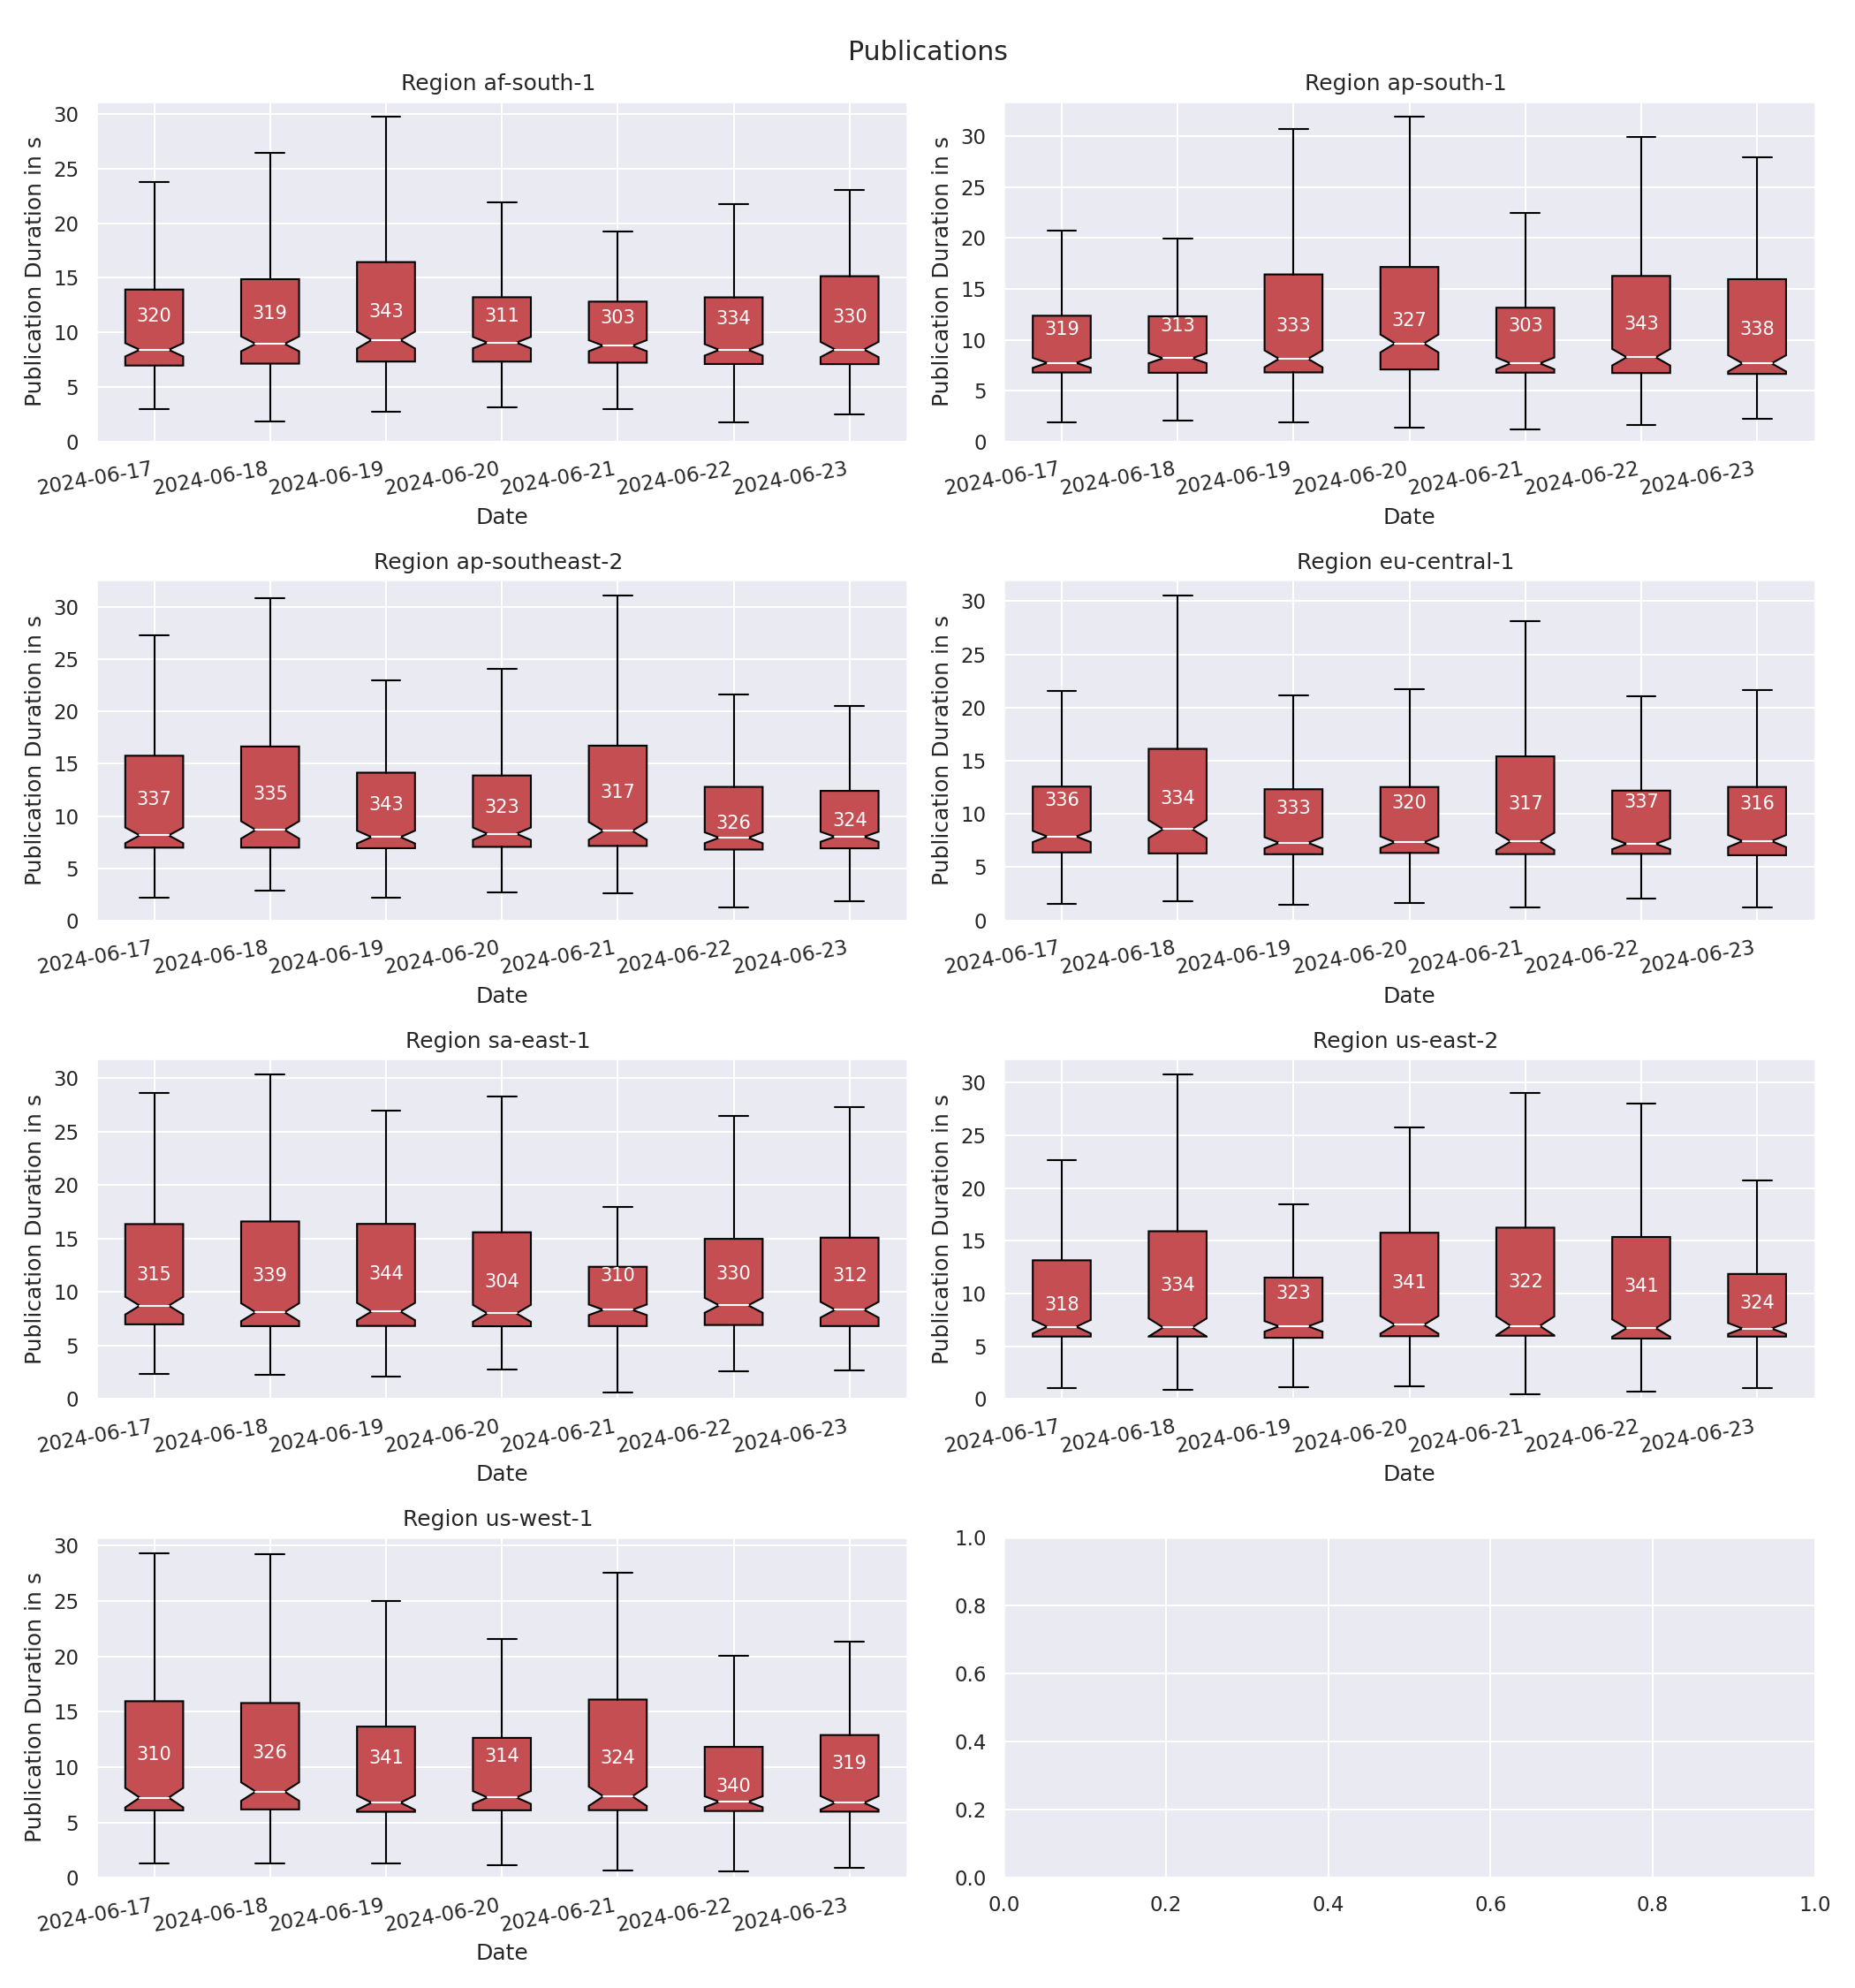 Publications
Region af-south-1
Publication Duration in s
30
25
20
15
10
5
0
320 319 343 311 303 334 330
2024-06-17 2024-06-18 2024-06-19 2024-06-20 2024-06-21 2024-06-22 2024-06-23
Date
Region ap-south-1
Publication Duration in s
30
25
20
15
10
5
0
319 313 333 327 303 343 338
2024-06-17 2024-06-18 2024-06-19 2024-06-20 2024-06-21 2024-06-22 2024-06-23
Date
Region ap-southeast-2
Publication Duration in s
30
25
20
15
10
5
0
337 335 343 323 317 326 324
2024-06-17 2024-06-18 2024-06-19 2024-06-20 2024-06-21 2024-06-22 2024-06-23
Date
Region eu-central-1
Publication Duration in s
30
25
20
15
10
5
0
336 334 333 320 317 337 316
2024-06-17 2024-06-18 2024-06-19 2024-06-20 2024-06-21 2024-06-22 2024-06-23
Date
Region sa-east-1
Publication Duration in s
30
25
20
15
10
5
0
315 339 344 304 310 330 312
2024-06-17 2024-06-18 2024-06-19 2024-06-20 2024-06-21 2024-06-22 2024-06-23
Date
Region us-east-2
Publication Duration in s
30
25
20
15
10
5
0
318 334 323 341 322 341 324
2024-06-17 2024-06-18 2024-06-19 2024-06-20 2024-06-21 2024-06-22 2024-06-23
Date
Region us-west-1
Publication Duration in s
30
25
20
15
10
5
0
310 326 341 314 324 340 319
2024-06-17 2024-06-18 2024-06-19 2024-06-20 2024-06-21 2024-06-22 2024-06-23
Date
1.0
0.8
0.6
0.4
0.2
0.0
0.0 0.2 0.4 0.6 0.8 1.0